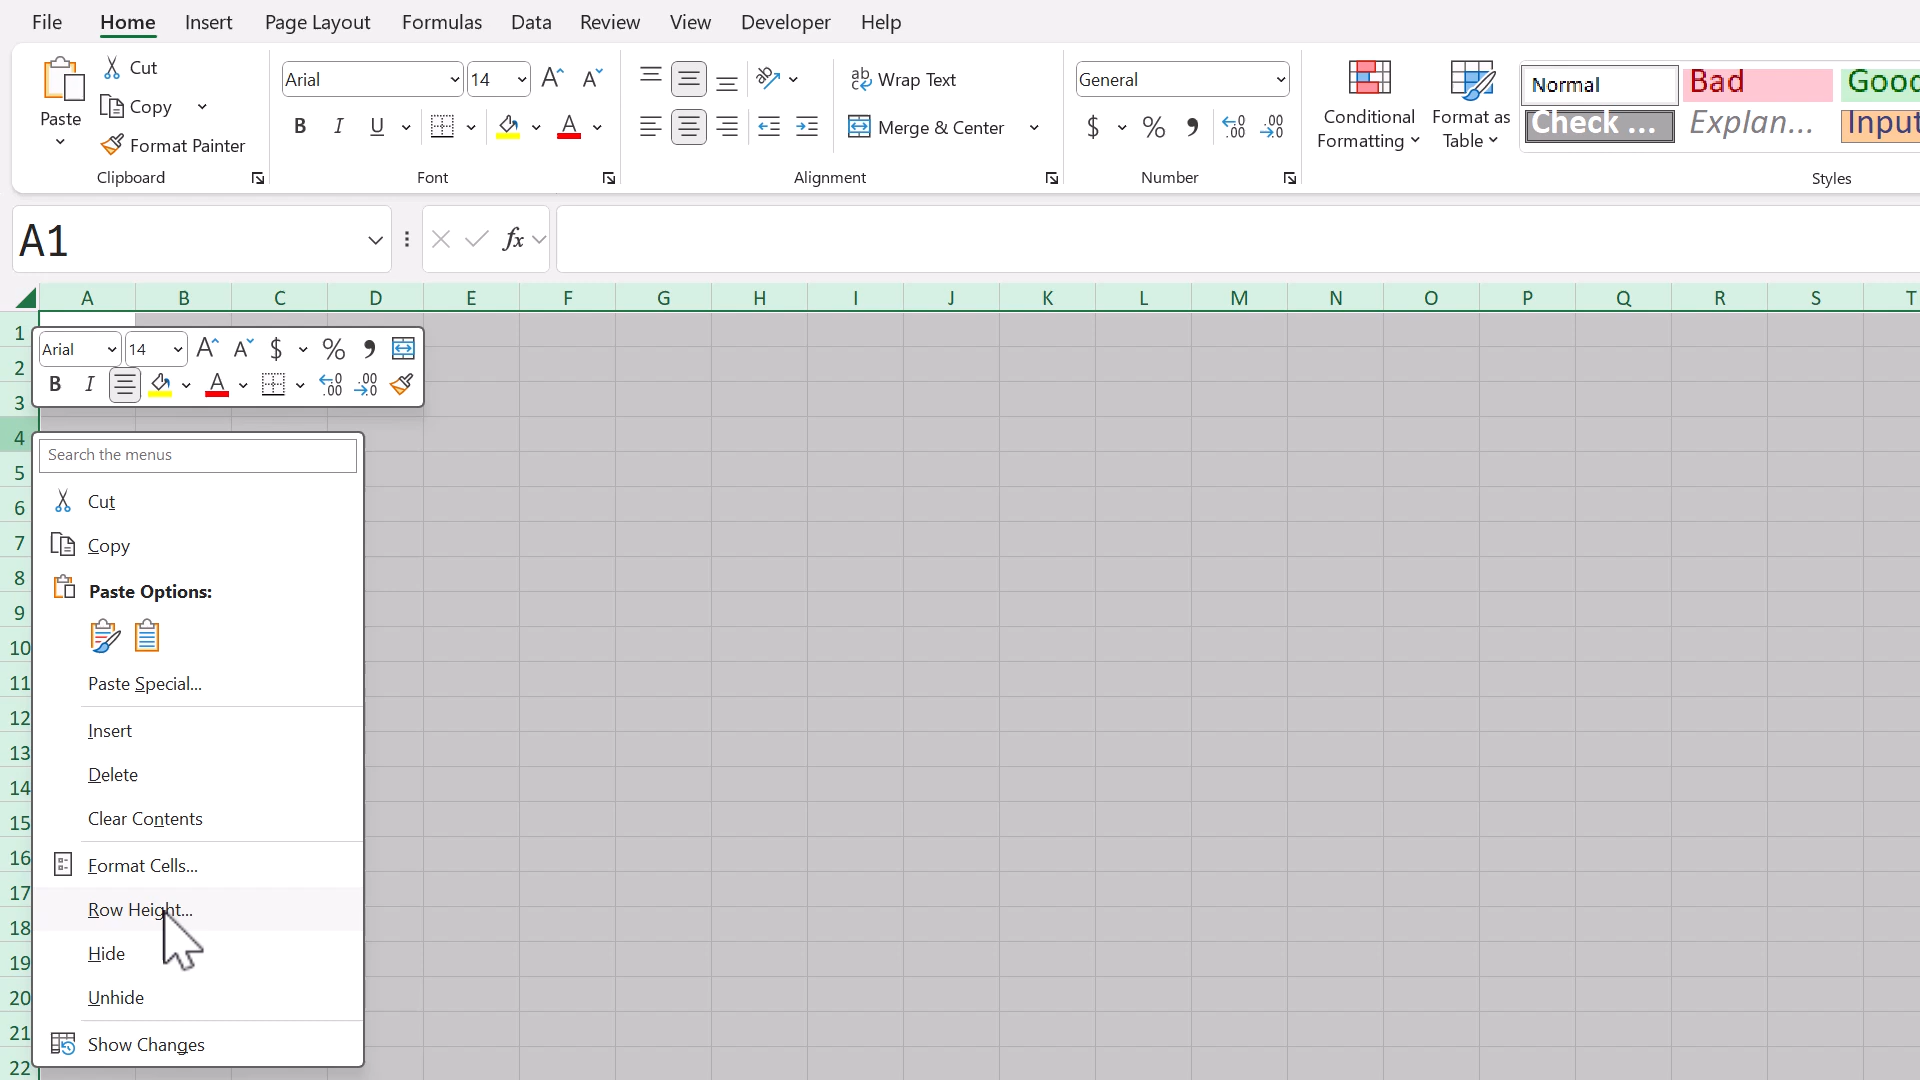 File Home Insert Page Layout Formulas Data Review View Developer Help
Paste
Cut
Copy
Format Painter
Clipboard
Arial 14
B I U
Font
Wrap Text
Merge & Center
Alignment
General
$ % ,
Number
Conditional
Formatting
Format as
Table
Normal Bad Good
Check ... Explan... Input
Styles
A1 fx
A B C D E F G H I J K L M N O P Q R S T
1
2
3
4
5
6
7
8
9
10
11
12
13
14
15
16
17
18
19
20
21
22
Arial 14 $ % ,
B I
Search the menus
Cut
Copy
Paste Options:
Paste Special...
Insert
Delete
Clear Contents
Format Cells...
Row Height...
Hide
Unhide
Show Changes